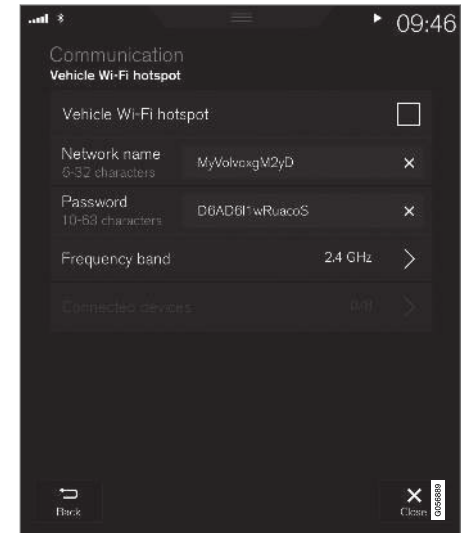 09:46
Communication
Vehicle Wi-Fi hotspot
Vehicle Wi-Fi hotspot
Network name
6-32 characters
MyVolvoxgM2yD
Password
10-63 characters
D6AD6l1wRuacoS
Frequency band
2.4 GHz
Connected devices
0/8
Back
Close
G056889